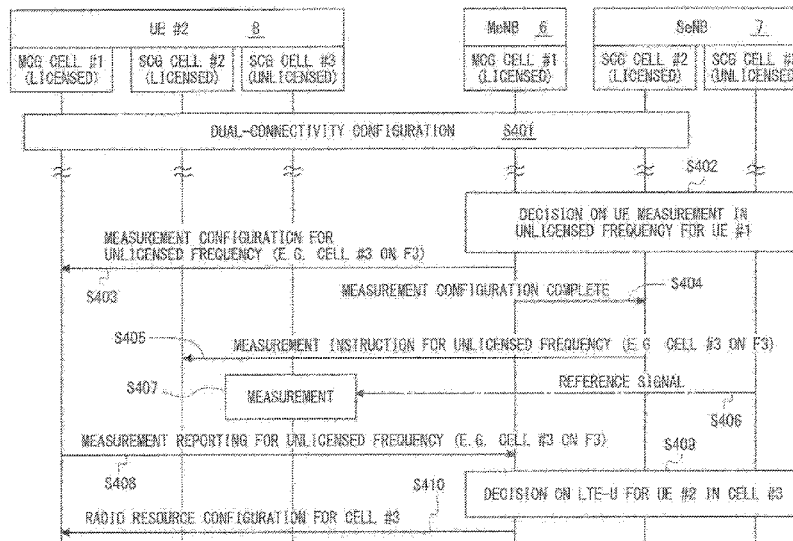 UE #2 8
MeNB 6
SeNB 7
MCG CELL #1
(LICENSED)
SCG CELL #2
(LICENSED)
SCG CELL #3
(UNLICENSED)
MCG CELL #1
(LICENSED)
SCG CELL #2
(LICENSED)
SCG CELL #3
(UNLICENSED)
DUAL-CONNECTIVITY CONFIGURATION S401
S402
DECISION ON UE MEASUREMENT IN
UNLICENSED FREQUENCY FOR UE #1
MEASUREMENT CONFIGURATION FOR
UNLICENSED FREQUENCY (E.G. CELL #3 ON F3)
S403
MEASUREMENT CONFIGURATION COMPLETE
S404
S405
MEASUREMENT INSTRUCTION FOR UNLICENSED FREQUENCY (E.G. CELL #3 ON F3)
S407
MEASUREMENT
REFERENCE SIGNAL
S406
MEASUREMENT REPORTING FOR UNLICENSED FREQUENCY (E.G. CELL #3 ON F3)
S408
S409
S410
DECISION ON LTE-U FOR UE #2 IN CELL #3
RADIO RESOURCE CONFIGURATION FOR CELL #3